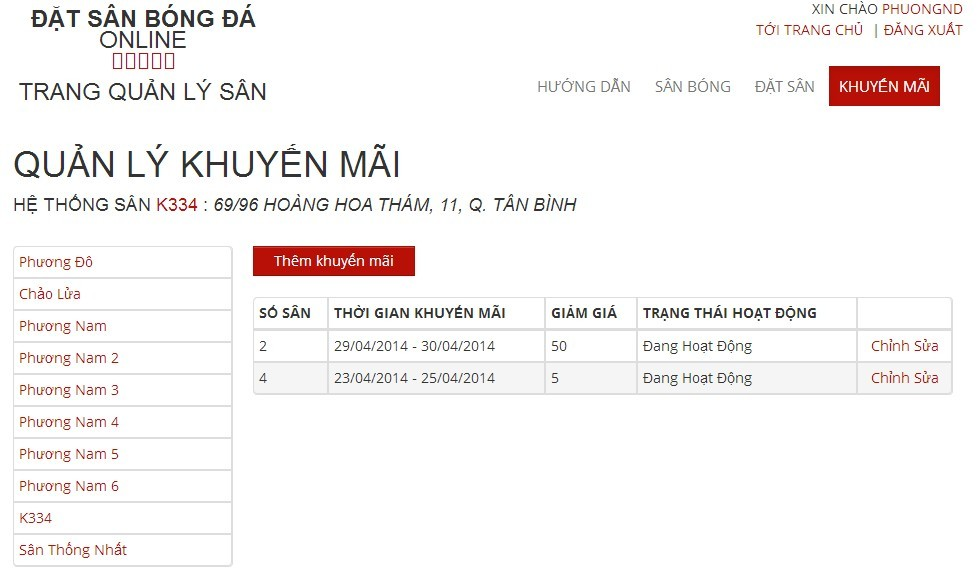 ĐẶT SÂN BÓNG ĐÁ
ONLINE
TRANG QUẢN LÝ SÂN
XIN CHÀO PHUONGND
TỚI TRANG CHỦ | ĐĂNG XUẤT
HƯỚNG DẪN SÂN BÓNG ĐẶT SÂN KHUYẾN MÃI
QUẢN LÝ KHUYẾN MÃI
HỆ THỐNG SÂN K334 : 69/96 HOÀNG HOA THÁM, 11, Q. TÂN BÌNH
Phương Đô
Chảo Lửa
Phương Nam
Phương Nam 2
Phương Nam 3
Phương Nam 4
Phương Nam 5
Phương Nam 6
K334
Sân Thống Nhất
Thêm khuyến mãi
SỐ SÂN THỜI GIAN KHUYẾN MÃI GIẢM GIÁ TRẠNG THÁI HOẠT ĐỘNG
2 29/04/2014 - 30/04/2014 50 Đang Hoạt Động Chỉnh Sửa
4 23/04/2014 - 25/04/2014 5 Đang Hoạt Động Chỉnh Sửa